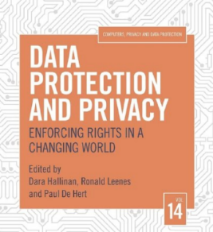 COMPUTERS, PRIVACY AND DATA PROTECTION
DATA
PROTECTION
AND PRIVACY
ENFORCING RIGHTS IN A
CHANGING WORLD
Edited by
Dara Hallinan, Ronald Leenes
and Paul De Hert
VOL
14